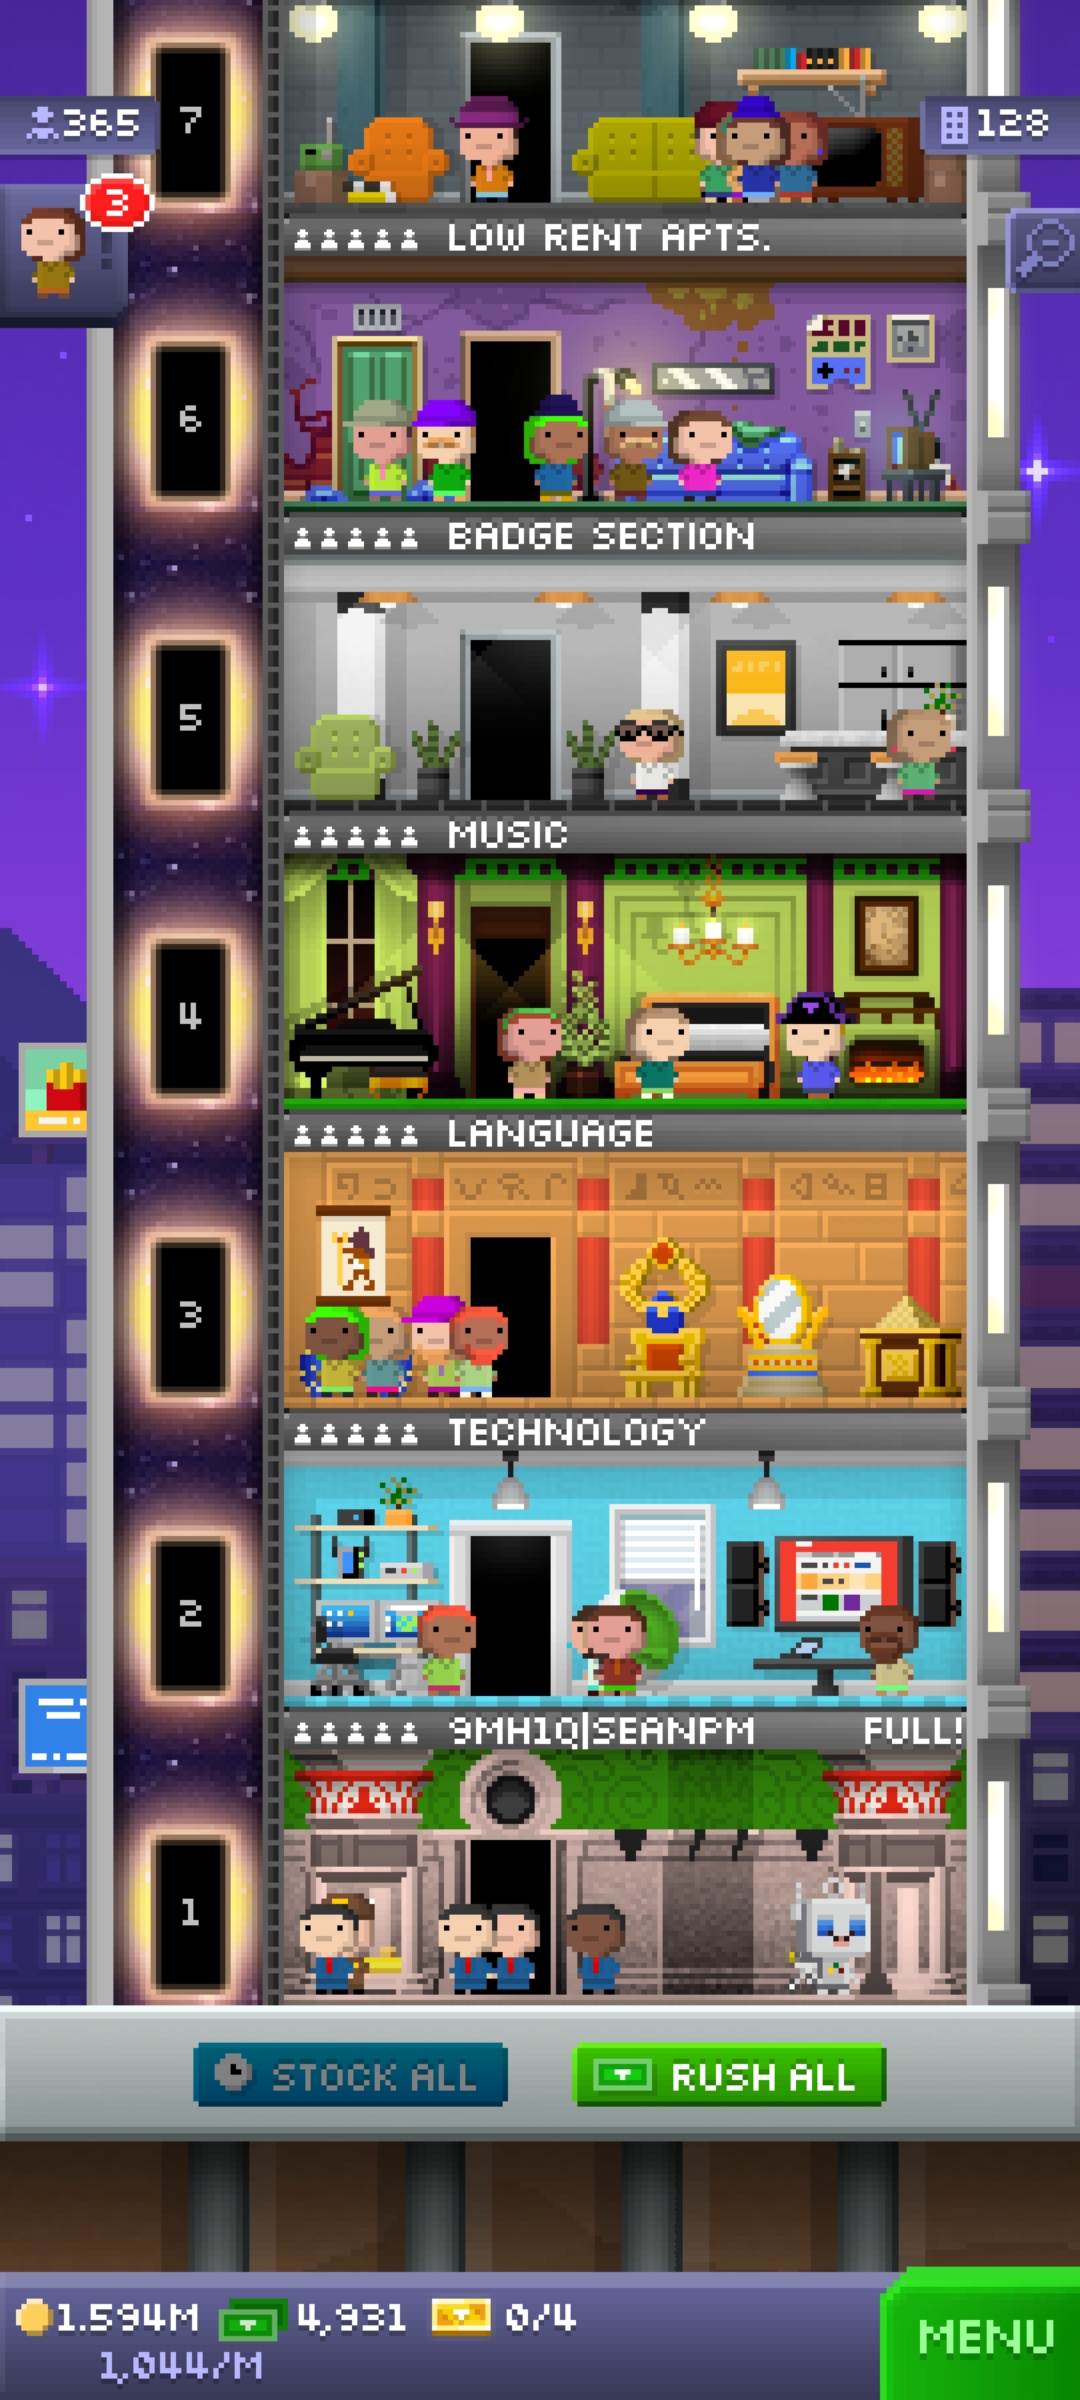 365
7
128
3
LOW RENT APTS.
6
BADGE SECTION
5
MUSIC
4
LANGUAGE
3
TECHNOLOGY
2
9MH1Q|SEANPM FULL!
1
STOCK ALL
RUSH ALL
1.594M 4,931 0/4
1,044/M
MENU